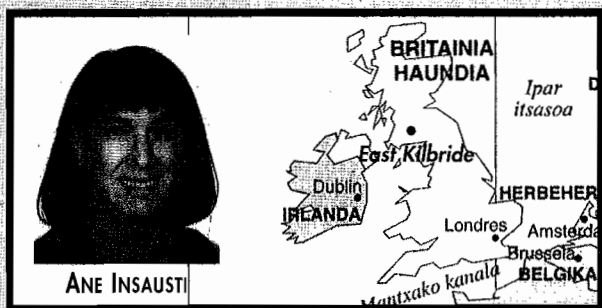 ANE INSAUSTI
BRITAINIA
HAUNDIA
Ipar
itsasoa
D
East Kilbride
Dublin
IRLANDA
HERBEHER
Londres
Amsterda
Brusela
BELGIKA
Mantxako kanala